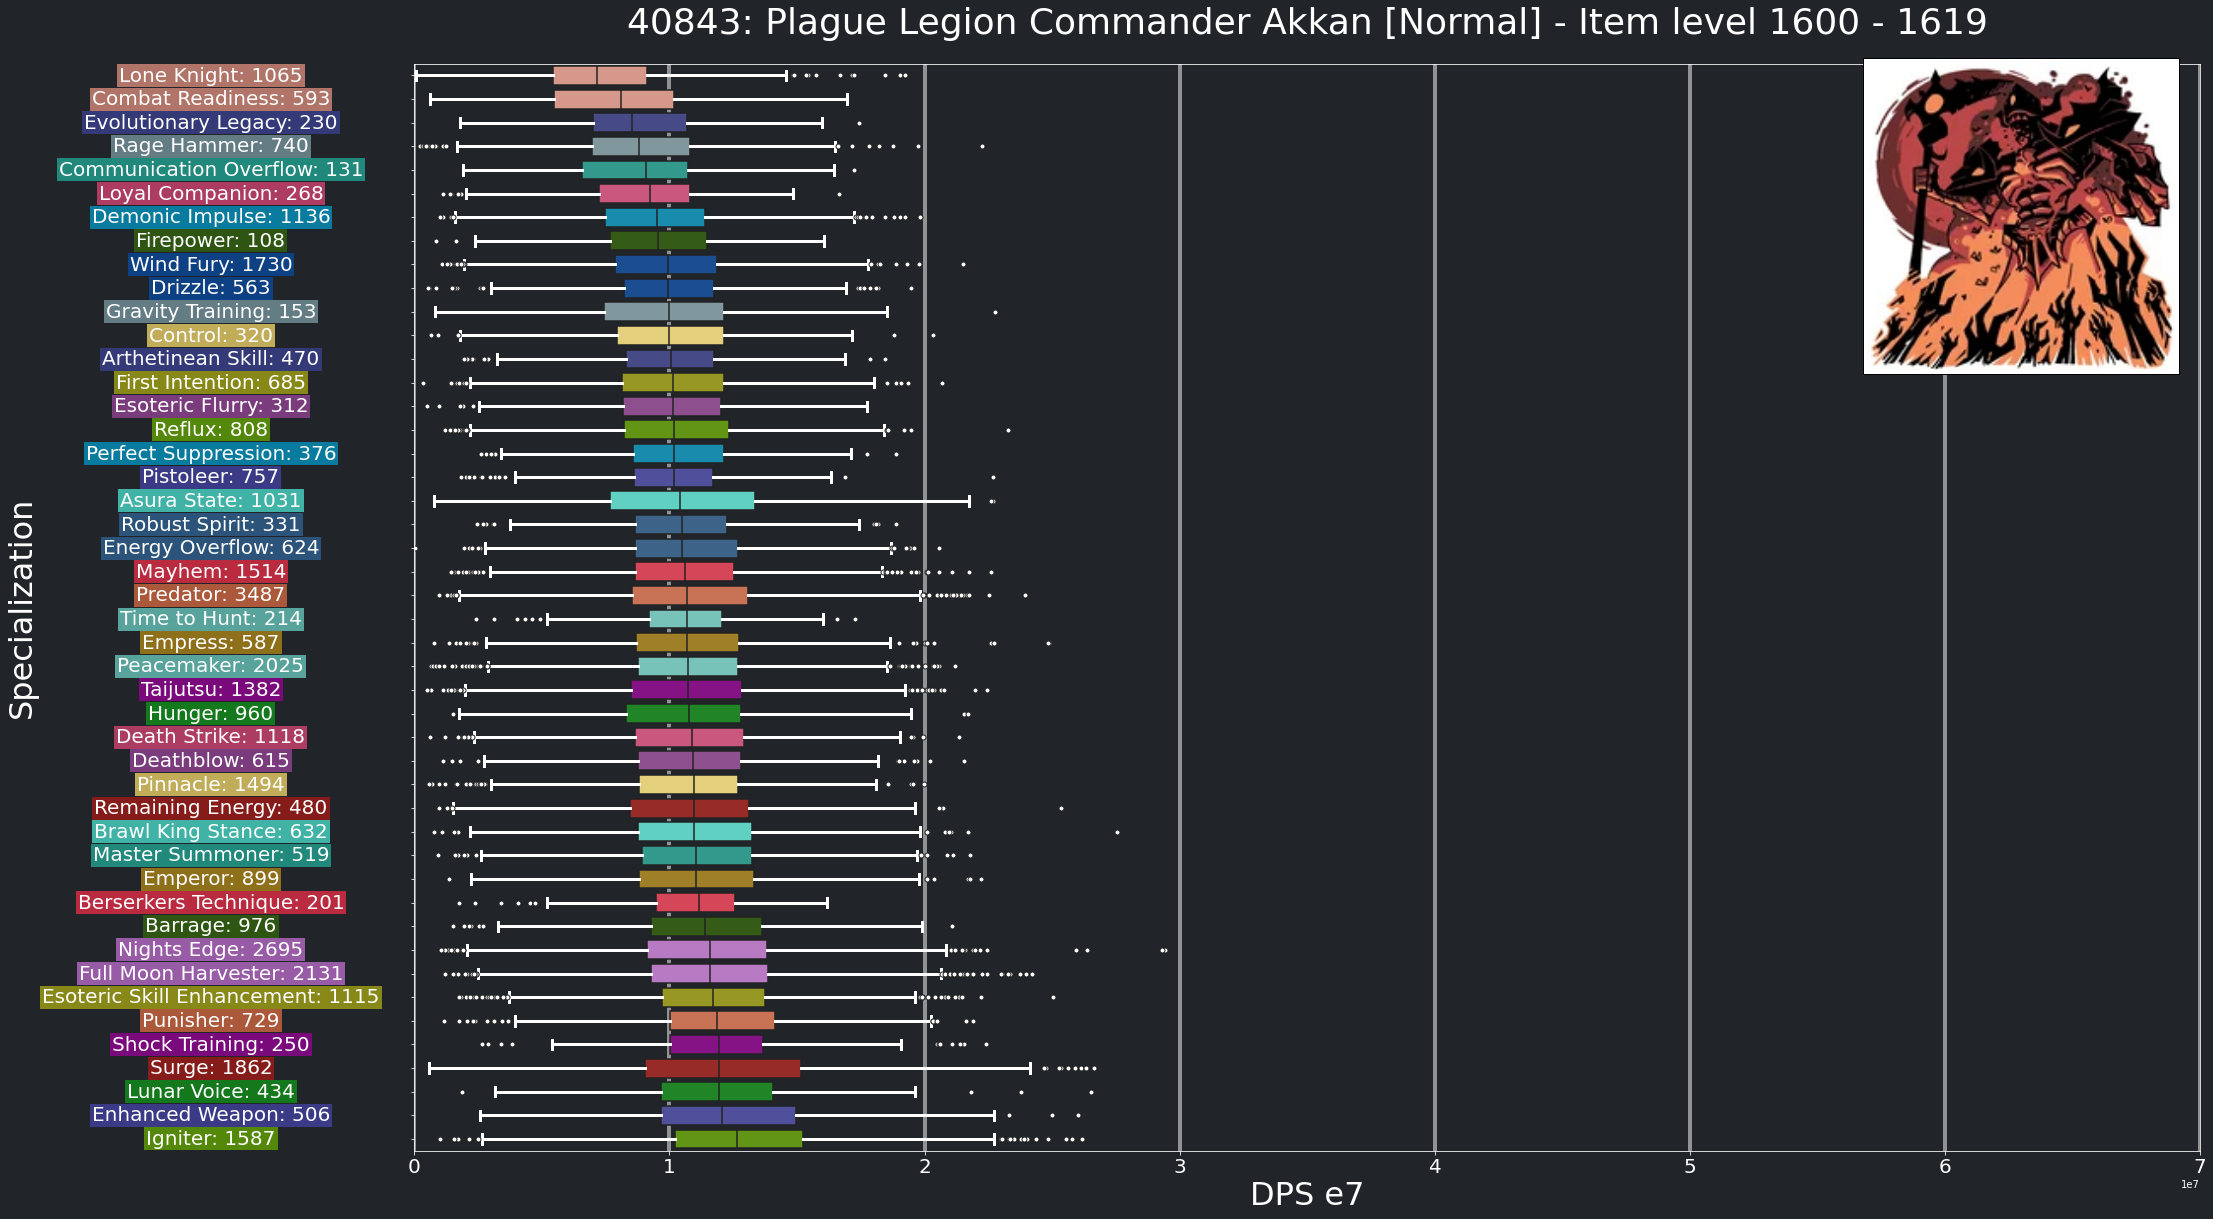 40843: Plague Legion Commander Akkan [Normal] - Item level 1600 - 1619
Specialization
Lone Knight: 1065
Combat Readiness: 593
Evolutionary Legacy: 230
Rage Hammer: 740
Communication Overflow: 131
Loyal Companion: 268
Demonic Impulse: 1136
Firepower: 108
Wind Fury: 1730
Drizzle: 563
Gravity Training: 153
Control: 320
Arthetinean Skill: 470
First Intention: 685
Esoteric Flurry: 312
Reflux: 808
Perfect Suppression: 376
Pistoleer: 757
Asura State: 1031
Robust Spirit: 331
Energy Overflow: 624
Mayhem: 1514
Predator: 3487
Time to Hunt: 214
Empress: 587
Peacemaker: 2025
Taijutsu: 1382
Hunger: 960
Death Strike: 1118
Deathblow: 615
Pinnacle: 1494
Remaining Energy: 480
Brawl King Stance: 632
Master Summoner: 519
Emperor: 899
Berserkers Technique: 201
Barrage: 976
Nights Edge: 2695
Full Moon Harvester: 2131
Esoteric Skill Enhancement: 1115
Punisher: 729
Shock Training: 250
Surge: 1862
Lunar Voice: 434
Enhanced Weapon: 506
Igniter: 1587
0 1 2 3 4 5 6 7
1e7
DPS e7